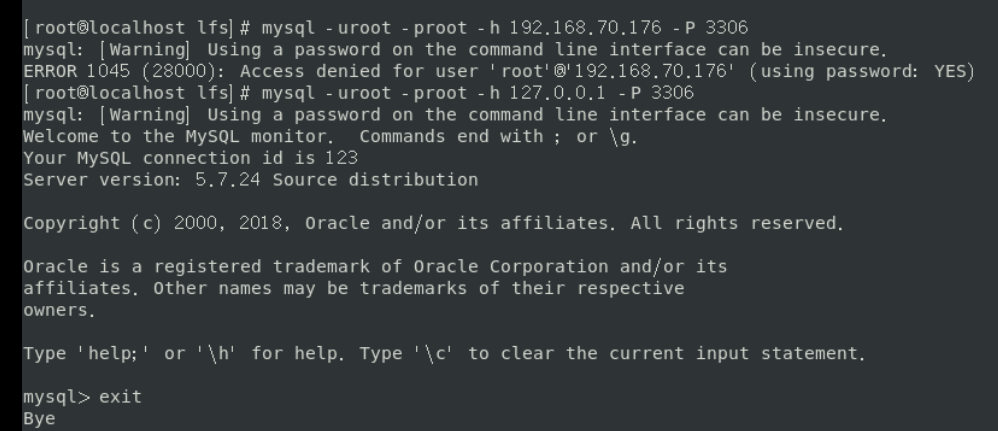 [root@localhost lfs]# mysql -uroot -proot -h 192.168.70.176 -P 3306
mysql: [Warning] Using a password on the command line interface can be insecure.
ERROR 1045 (28000): Access denied for user 'root'@'192.168.70.176' (using password: YES)
[root@localhost lfs]# mysql -uroot -proot -h 127.0.0.1 -P 3306
mysql: [Warning] Using a password on the command line interface can be insecure.
Welcome to the MySQL monitor.  Commands end with ; or \g.
Your MySQL connection id is 123
Server version: 5.7.24 Source distribution
Copyright (c) 2000, 2018, Oracle and/or its affiliates. All rights reserved.
Oracle is a registered trademark of Oracle Corporation and/or its
affiliates. Other names may be trademarks of their respective
owners.
Type 'help;' or '\h' for help. Type '\c' to clear the current input statement.
mysql> exit
Bye